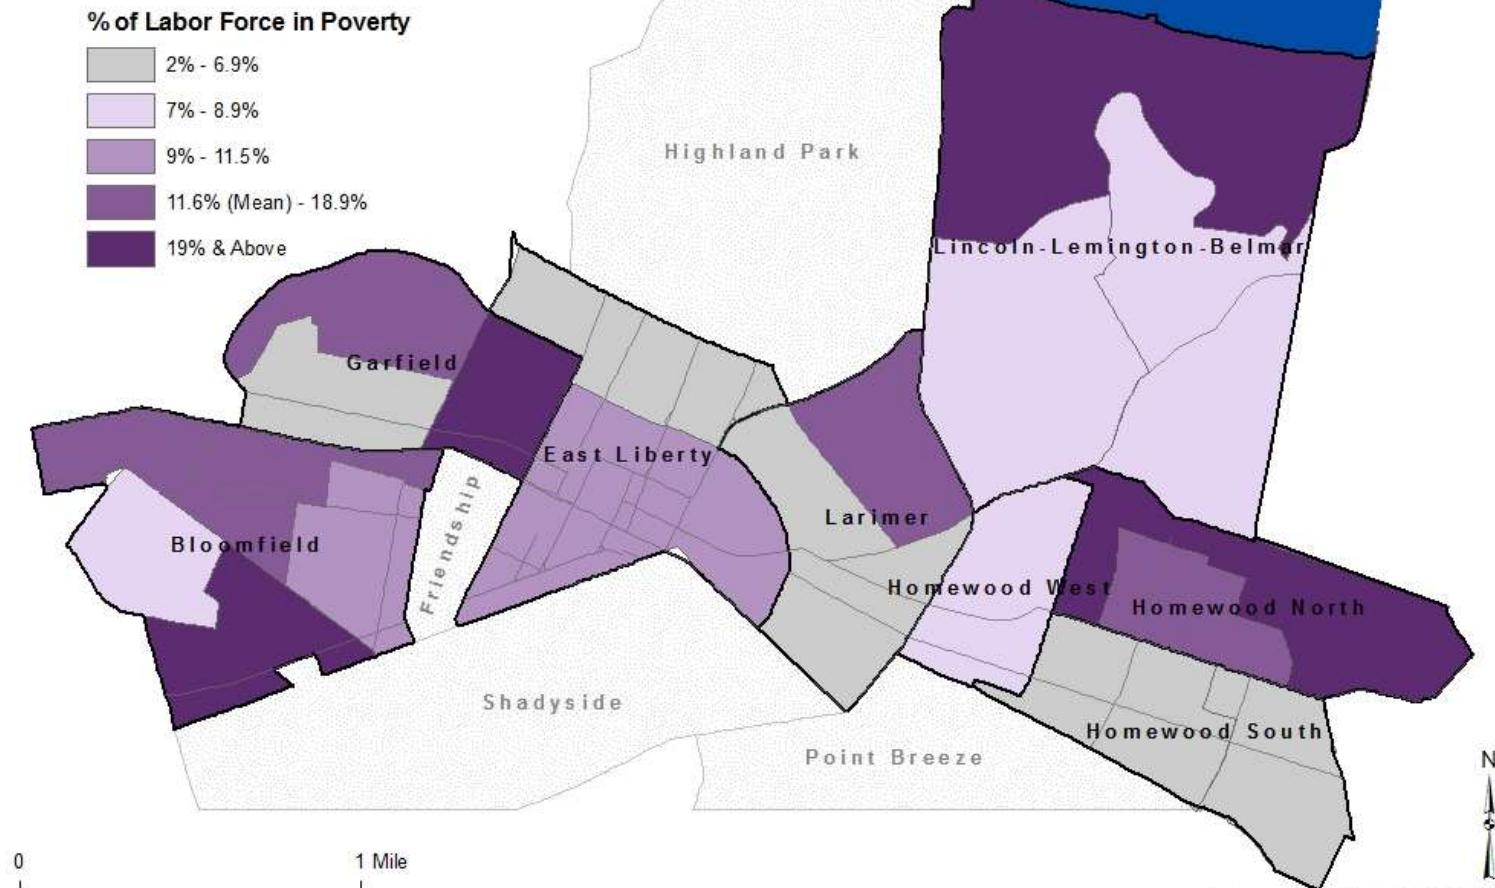 % of Labor Force in Poverty
2% - 6.9%
7% - 8.9%
9% - 11.5%
11.6% (Mean) - 18.9%
19% & Above
Highland Park
Lincoln-Lemington-Belmar
Garfield
East Liberty
Friendship
Larimer
Bloomfield
Homewood West
Homewood North
Shadyside
Homewood South
Point Breeze
N
0
1 Mile